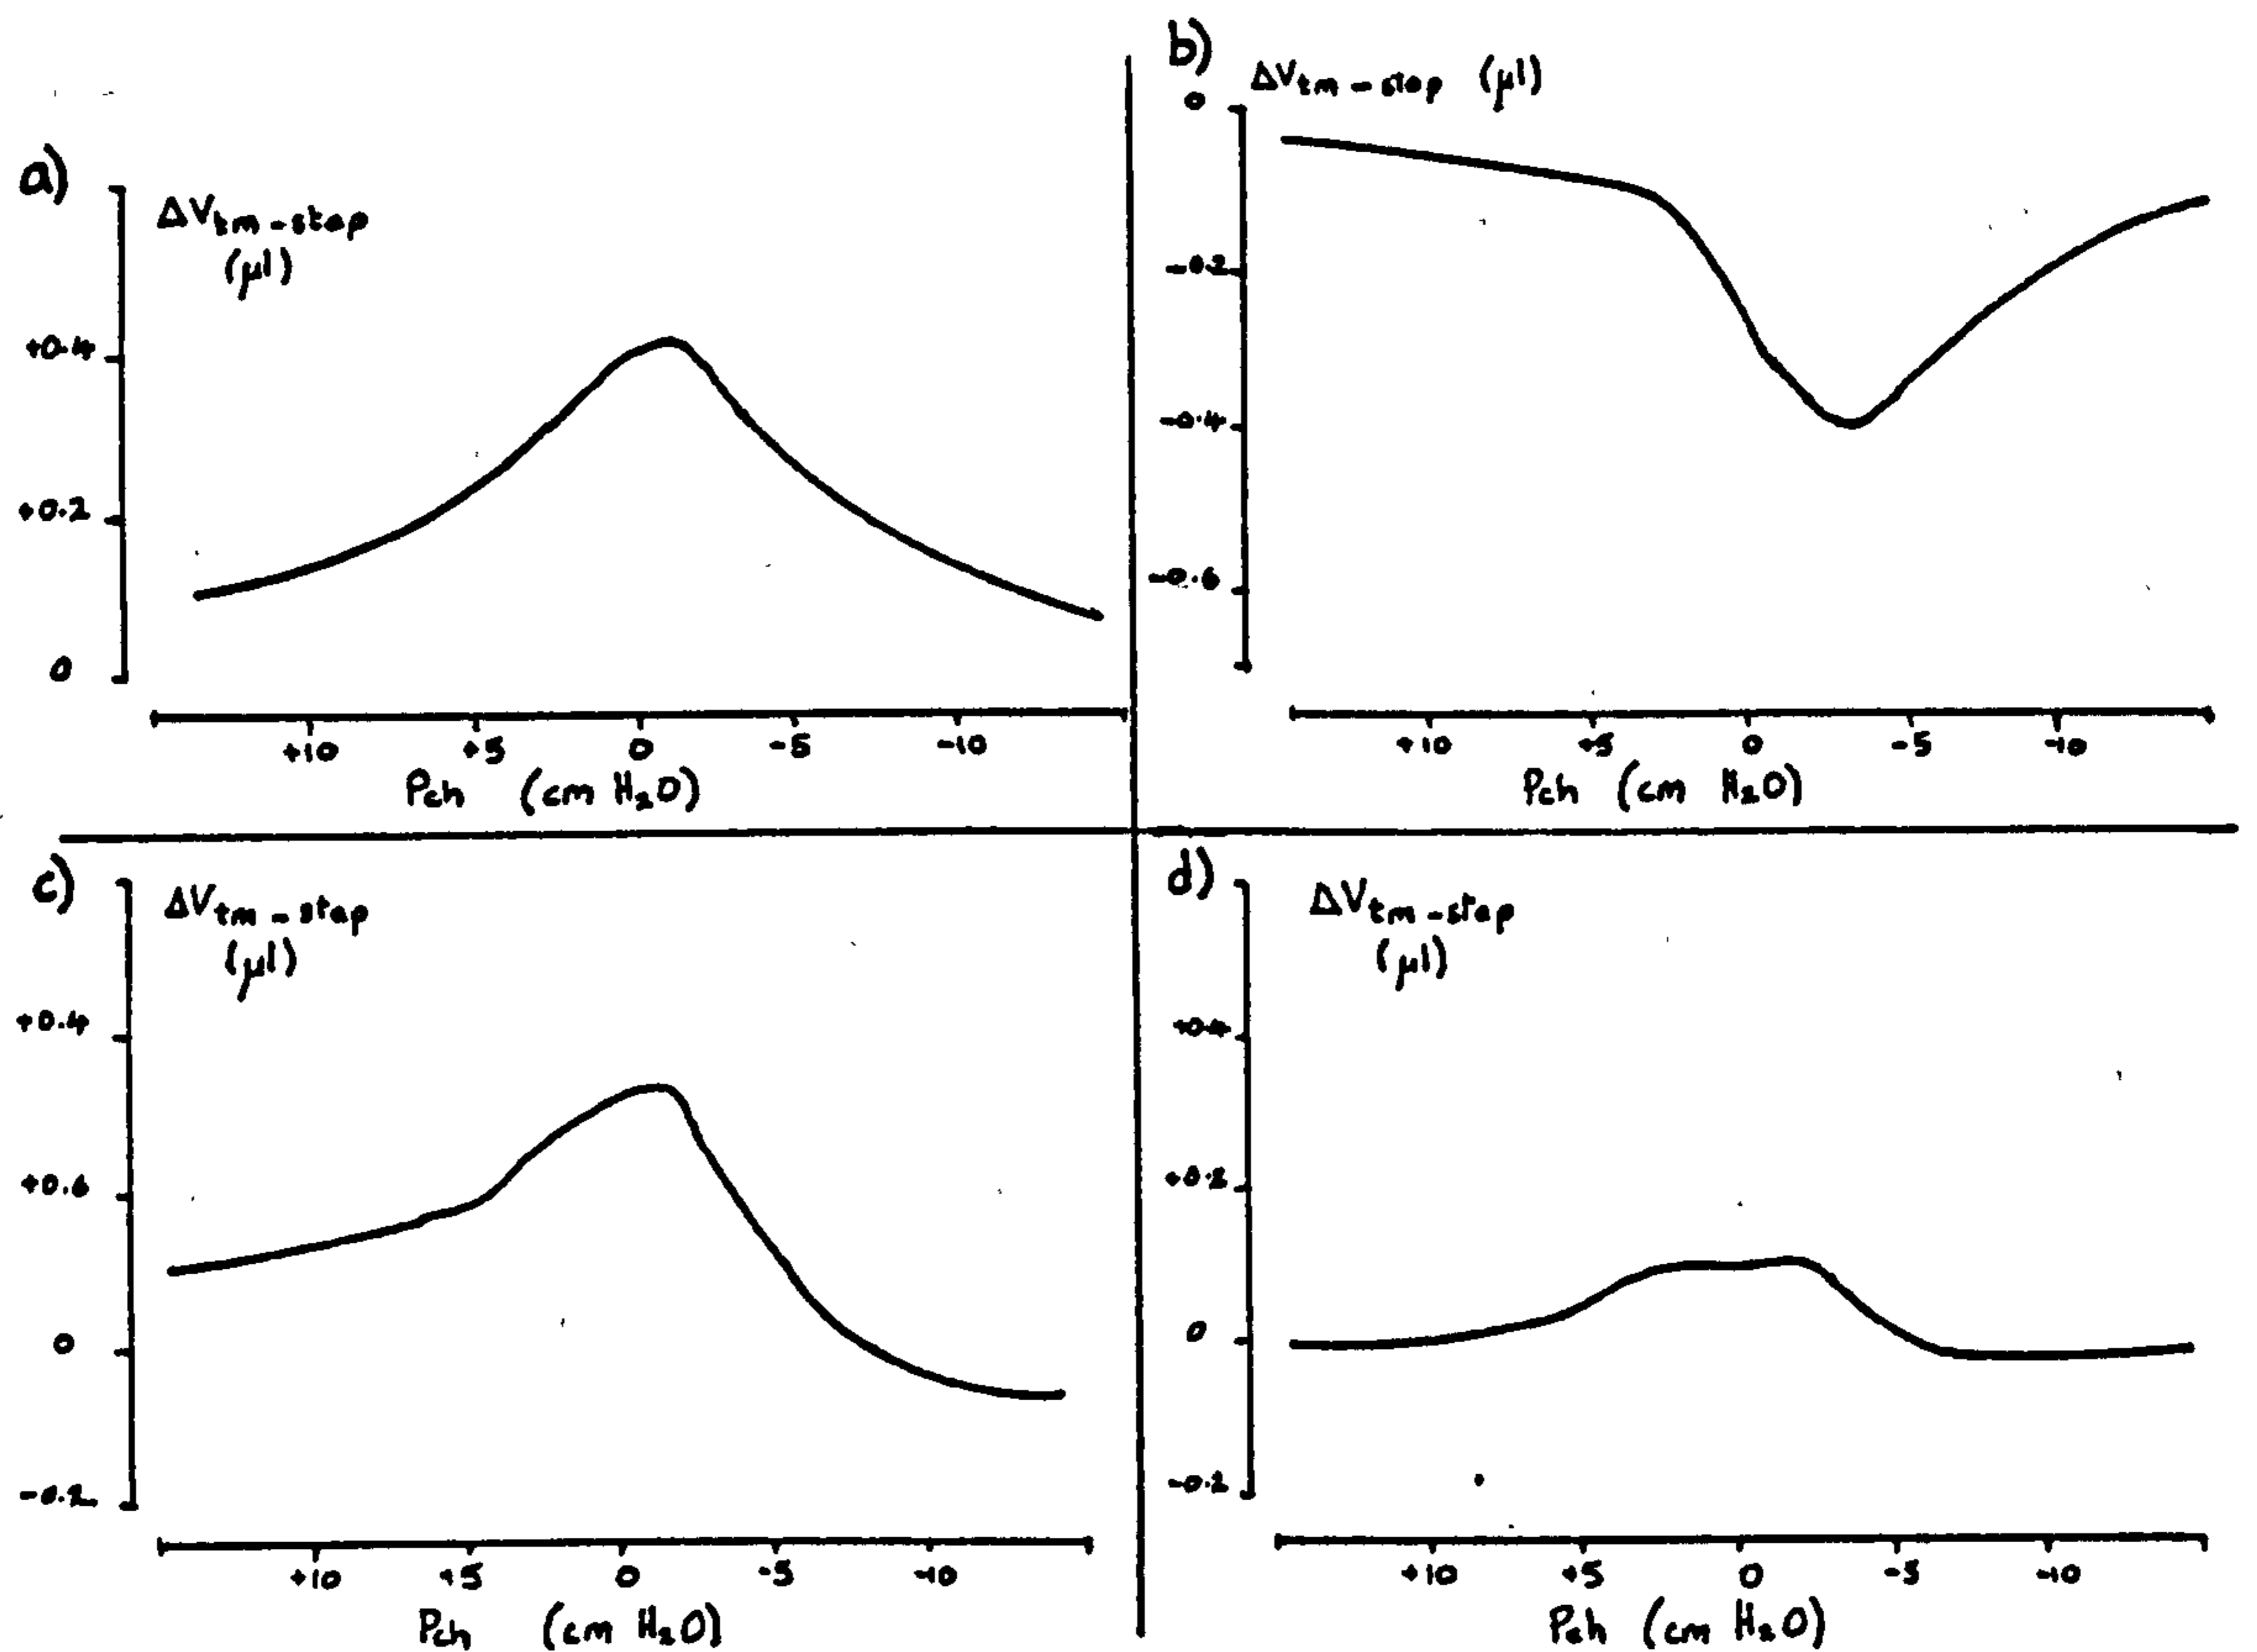 a)
ΔVtm-stap
(µl)
+0.4
+0.2
0
+10 +5 0 -5 -10
Pch (cm H₂O)
b)
ΔVtm-stap (µl)
0
-0.2
-0.4
-0.6
+10 +5 0 -5 -10
Pch (cm H₂O)
c)
ΔVtm-stap
(µl)
+0.4
+0.6
0
-0.2
+10 +5 0 -5 -10
Pch (cm H₂O)
d)
ΔVtm-stap
(µl)
+0.4
+0.2
0
-0.2
+10 +5 0 -5 -10
Pch (cm H₂O)